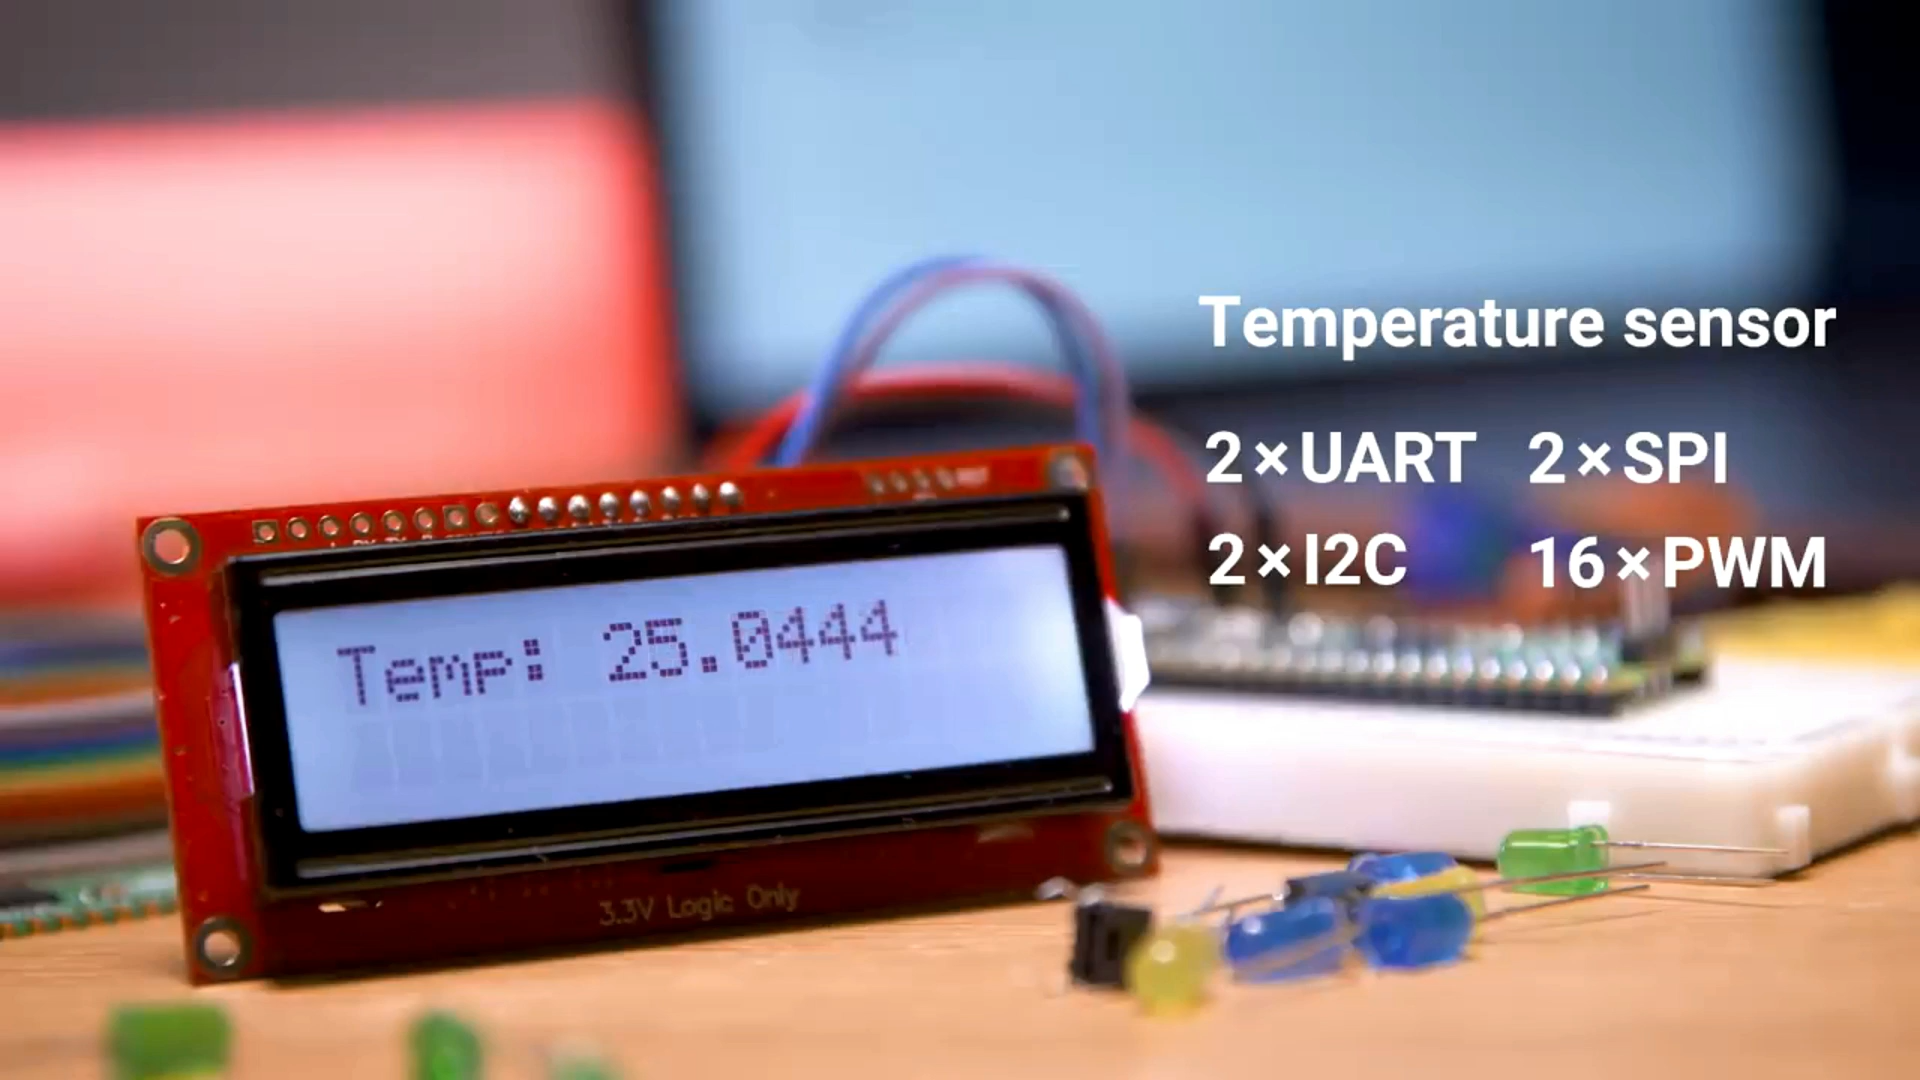 Temperature sensor
2×UART 2×SPI
2×I2C 16×PWM
Temp: 25.0444
3.3V Logic Only